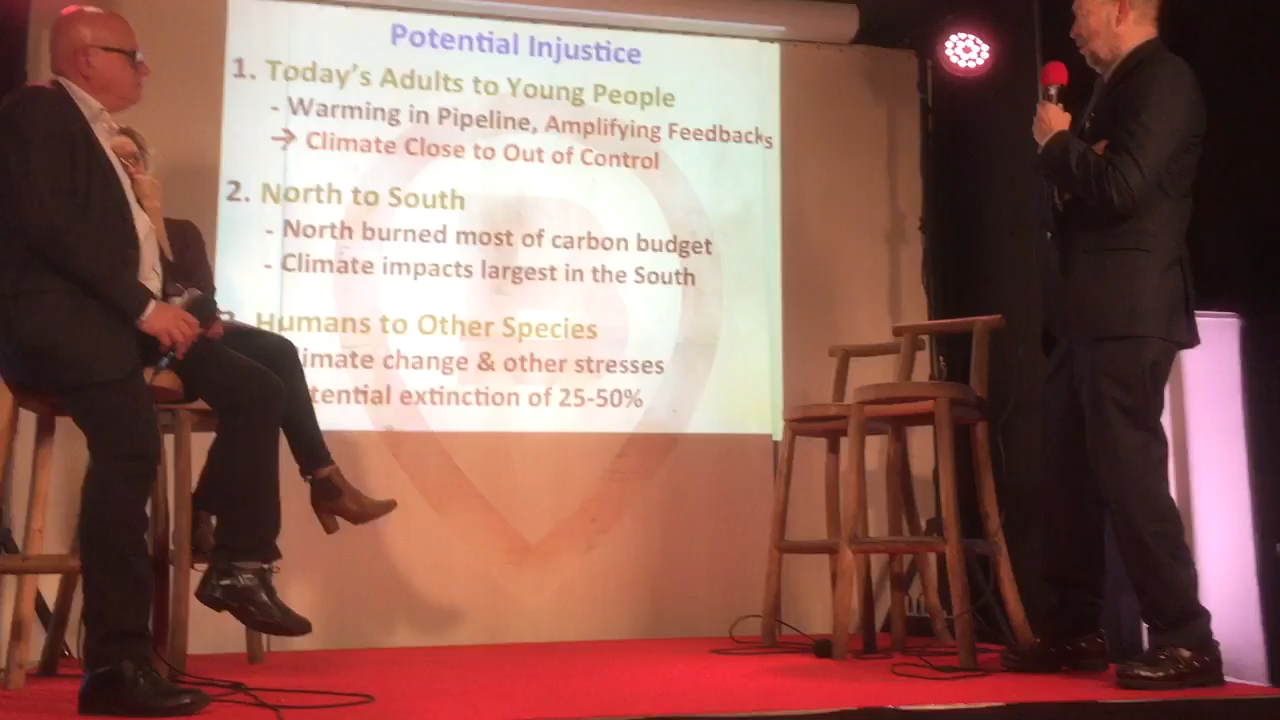 Potential Injustice
1. Today's Adults to Young People
- Warming in Pipeline, Amplifying Feedbacks
→ Climate Close to Out of Control
2. North to South
- North burned most of carbon budget
- Climate impacts largest in the South
Humans to Other Species
change & other stresses
extinction of 25-50%